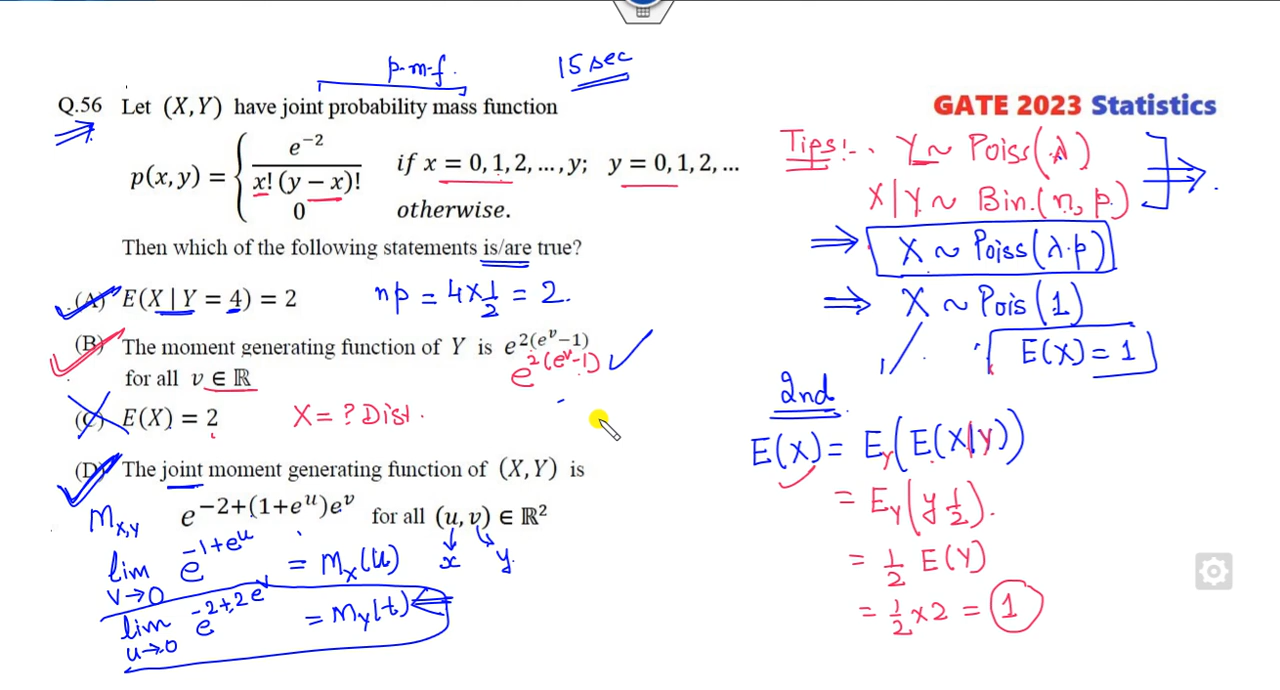 p.m.f. 15 sec
Q.56 Let (X,Y) have joint probability mass function
GATE 2023 Statistics
p(x,y) = { e^{-2} / x!(y − x)! if x = 0, 1, 2, ..., y; y = 0, 1, 2, ...
0 otherwise.
Then which of the following statements is/are true?
(A) E(X | Y = 4) = 2 np = 4 × 1/2 = 2.
(B) The moment generating function of Y is e^{2(e^v−1)}
for all v ∈ ℝ e^{2(e^v−1)}
(C) E(X) = 2 X = ? Dist.
(D) The joint moment generating function of (X,Y) is
M_{X,Y} e^{−2+(1+e^u)e^v} for all (u, v) ∈ ℝ²
x y
lim v→0 e^{−1+e^u} = M_X(u)
lim u→0 e^{−2+2e^v} = M_Y(t)
Tips:- Y ~ Poiss(λ)
X|Y ~ Bin.(n, p)
⇒ X ~ Poiss(λ.p)
⇒ X ~ Pois(1)
E(X) = 1
2nd
E(X) = E_Y(E(X|Y))
= E_Y(y 1/2).
= 1/2 E(Y)
= 1/2 × 2 = 1